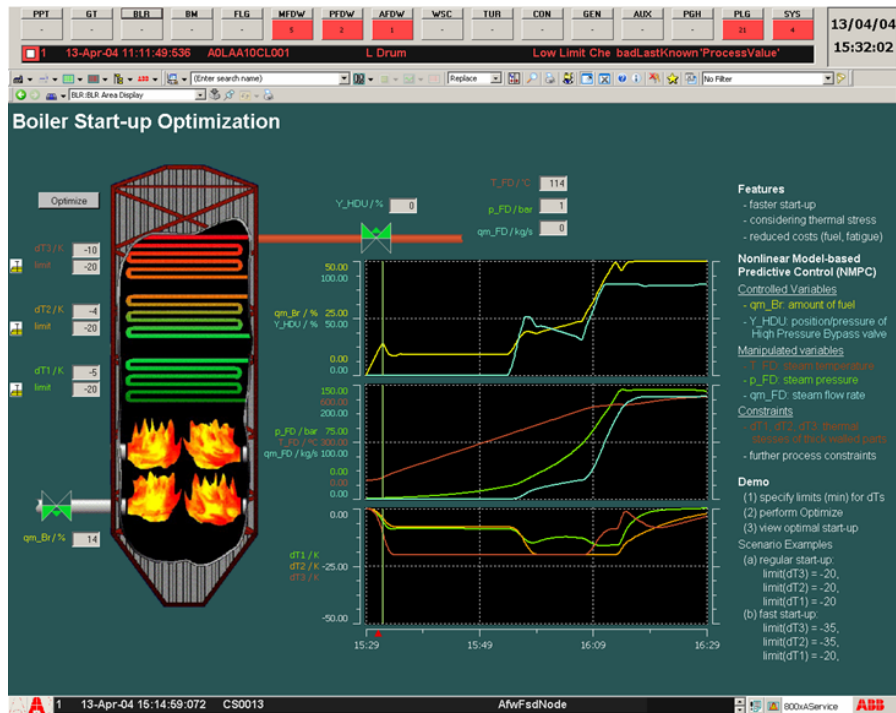 PPT GT BLR BM FLG MFDW PFDW AFDW WSC TUR CON GEN AUX PGH PLG SYS
- - - - - 5 2 1 - - - - - - 21 4
13/04/04
15:32:02
1 13-Apr-04 11:11:49:536 A0LAA10CL001 L Drum Low Limit Che badLastKnown'ProcessValue'
(Enter search name) Replace No Filter
BLR:BLR Area Display
Boiler Start-up Optimization
Optimize
Y_HDU / % 0
T_FD / °C 114
p_FD / bar 1
qm_FD / kg/s 0
dT3 / K -10
limit -20
dT2 / K -4
limit -20
dT1 / K -5
limit -20
qm_Br / % 14
50.00
100.00
qm_Br / % 25.00
Y_HDU / % 50.00
0.00
0.00
150.00
600.00
200.00
p_FD / bar 75.00
T_FD / °C 300.00
qm_FD / kg/s 100.00
0.00
0.00
0.00
0.00
dT1 / K
dT2 / K
dT3 / K
-25.00
-50.00
15:29 15:49 16:09 16:29
Features
- faster start-up
- considering thermal stress
- reduced costs (fuel, fatigue)
Nonlinear Model-based
Predictive Control (NMPC)
Controlled Variables
- qm_Br: amount of fuel
- Y_HDU: position/pressure of
High Pressure Bypass valve
Manipulated variables
- T_FD: steam temperature
- p_FD: steam pressure
- qm_FD: steam flow rate
Constraints
- dT1, dT2, dT3: thermal
stresses of thick walled parts
- further process constraints
Demo
(1) specify limits (min) for dTs
(2) perform Optimize
(3) view optimal start-up
Scenario Examples
(a) regular start-up:
limit(dT3) = -20,
limit(dT2) = -20,
limit(dT1) = -20
(b) fast start-up:
limit(dT3) = -35,
limit(dT2) = -35,
limit(dT1) = -20,
1 13-Apr-04 15:14:59:072 CS0013 AfwFsdNode 800xAService ABB